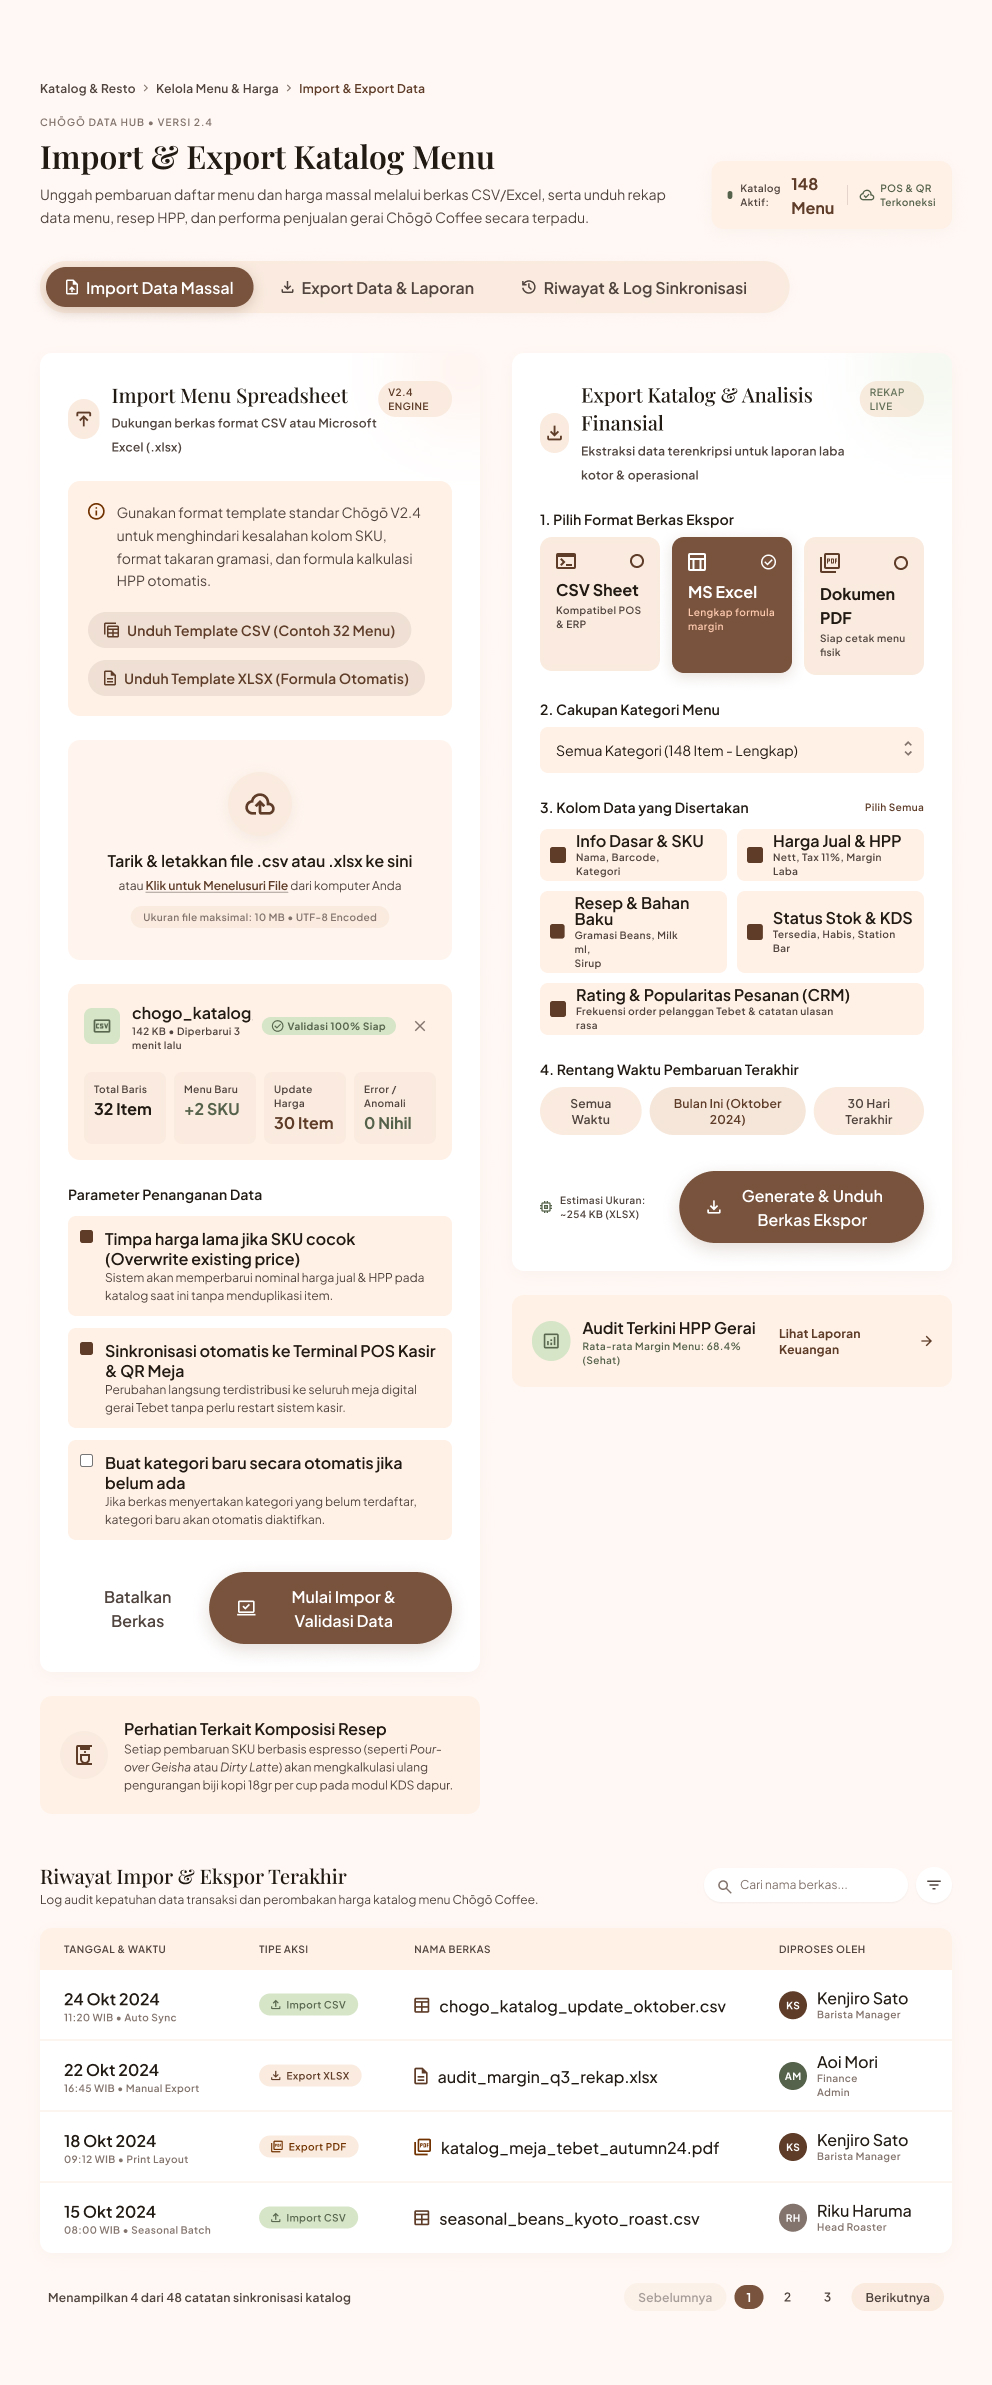 Katalog & Resto > Kelola Menu & Harga > Import & Export Data
CHŌGŌ DATA HUB • VERSI 2.4
Import & Export Katalog Menu
Unggah pembaruan daftar menu dan harga massal melalui berkas CSV/Excel, serta unduh rekap
data menu, resep HPP, dan performa penjualan gerai Chōgō Coffee secara terpadu.
Katalog
Aktif:
148
Menu
POS & QR
Terkoneksi
Import Data Massal
Export Data & Laporan
Riwayat & Log Sinkronisasi
Import Menu Spreadsheet
Dukungan berkas format CSV atau Microsoft
Excel (.xlsx)
V2.4
ENGINE
Gunakan format template standar Chōgō V2.4
untuk menghindari kesalahan kolom SKU,
format takaran gramasi, dan formula kalkulasi
HPP otomatis.
Unduh Template CSV (Contoh 32 Menu)
Unduh Template XLSX (Formula Otomatis)
Tarik & letakkan file .csv atau .xlsx ke sini
atau Klik untuk Menelusuri File dari komputer Anda
Ukuran file maksimal: 10 MB • UTF-8 Encoded
CSV
chogo_katalog
142 KB • Diperbarui 3
menit lalu
Validasi 100% Siap
Total Baris
32 Item
Menu Baru
+2 SKU
Update
Harga
30 Item
Error /
Anomali
0 Nihil
Parameter Penanganan Data
Timpa harga lama jika SKU cocok
(Overwrite existing price)
Sistem akan memperbarui nominal harga jual & HPP pada
katalog saat ini tanpa menduplikasi item.
Sinkronisasi otomatis ke Terminal POS Kasir
& QR Meja
Perubahan langsung terdistribusi ke seluruh meja digital
gerai Tebet tanpa perlu restart sistem kasir.
Buat kategori baru secara otomatis jika
belum ada
Jika berkas menyertakan kategori yang belum terdaftar,
kategori baru akan otomatis diaktifkan.
Batalkan
Berkas
Mulai Impor &
Validasi Data
Perhatian Terkait Komposisi Resep
Setiap pembaruan SKU berbasis espresso (seperti Pour-
over Geisha atau Dirty Latte) akan mengkalkulasi ulang
pengurangan biji kopi 18gr per cup pada modul KDS dapur.
Export Katalog & Analisis
Finansial
Ekstraksi data terenkripsi untuk laporan laba
kotor & operasional
REKAP
LIVE
1. Pilih Format Berkas Ekspor
CSV Sheet
Kompatibel POS
& ERP
MS Excel
Lengkap formula
margin
PDF
Dokumen
PDF
Siap cetak menu
fisik
2. Cakupan Kategori Menu
Semua Kategori (148 Item - Lengkap)
3. Kolom Data yang Disertakan
Pilih Semua
Info Dasar & SKU
Nama, Barcode,
Kategori
Harga Jual & HPP
Nett, Tax 11%, Margin
Laba
Resep & Bahan
Baku
Gramasi Beans, Milk
ml,
Sirup
Status Stok & KDS
Tersedia, Habis, Station
Bar
Rating & Popularitas Pesanan (CRM)
Frekuensi order pelanggan Tebet & catatan ulasan
rasa
4. Rentang Waktu Pembaruan Terakhir
Semua
Waktu
Bulan Ini (Oktober
2024)
30 Hari
Terakhir
Estimasi Ukuran:
~254 KB (XLSX)
Generate & Unduh
Berkas Ekspor
Audit Terkini HPP Gerai
Rata-rata Margin Menu: 68.4%
(Sehat)
Lihat Laporan
Keuangan
Riwayat Impor & Ekspor Terakhir
Log audit kepatuhan data transaksi dan perombakan harga katalog menu Chōgō Coffee.
Cari nama berkas...
TANGGAL & WAKTU
TIPE AKSI
NAMA BERKAS
DIPROSES OLEH
24 Okt 2024
11:20 WIB • Auto Sync
Import CSV
chogo_katalog_update_oktober.csv
KS
Kenjiro Sato
Barista Manager
22 Okt 2024
16:45 WIB • Manual Export
Export XLSX
audit_margin_q3_rekap.xlsx
AM
Aoi Mori
Finance
Admin
18 Okt 2024
09:12 WIB • Print Layout
Export PDF
PDF
katalog_meja_tebet_autumn24.pdf
KS
Kenjiro Sato
Barista Manager
15 Okt 2024
08:00 WIB • Seasonal Batch
Import CSV
seasonal_beans_kyoto_roast.csv
RH
Riku Haruma
Head Roaster
Menampilkan 4 dari 48 catatan sinkronisasi katalog
Sebelumnya
1
2
3
Berikutnya